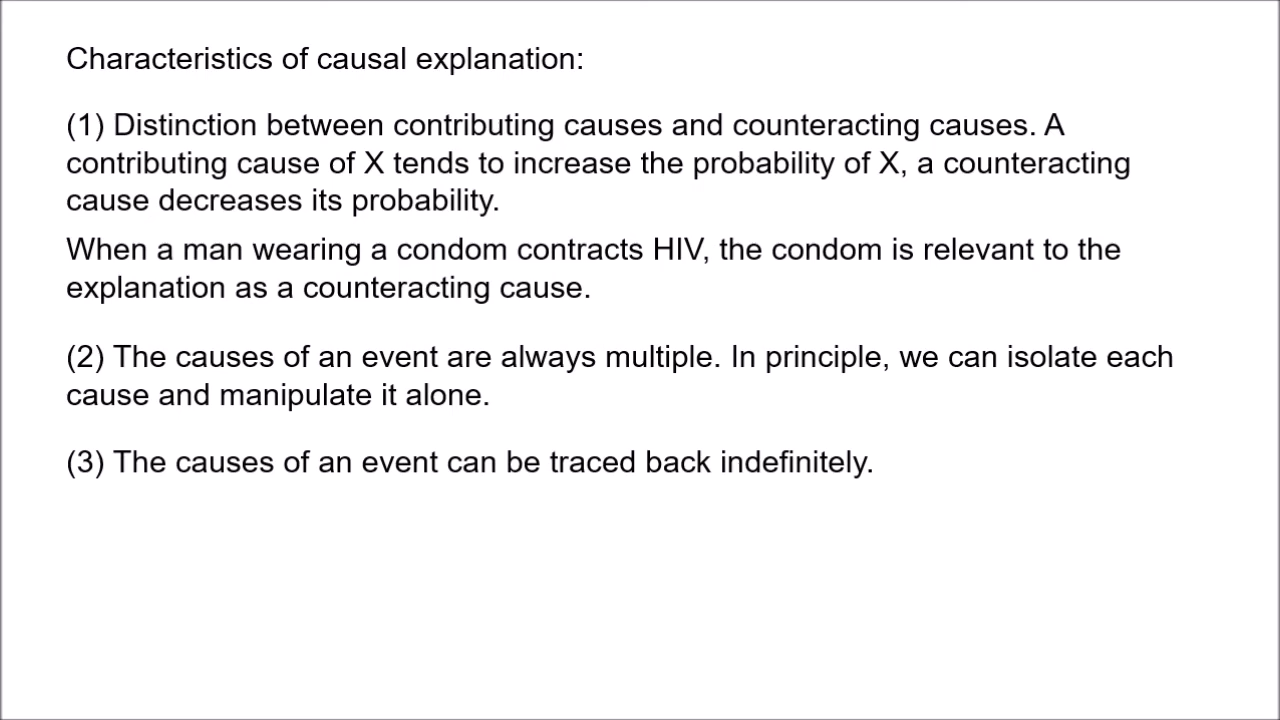 Characteristics of causal explanation:
(1) Distinction between contributing causes and counteracting causes. A
contributing cause of X tends to increase the probability of X, a counteracting
cause decreases its probability.
When a man wearing a condom contracts HIV, the condom is relevant to the
explanation as a counteracting cause.
(2) The causes of an event are always multiple. In principle, we can isolate each
cause and manipulate it alone.
(3) The causes of an event can be traced back indefinitely.